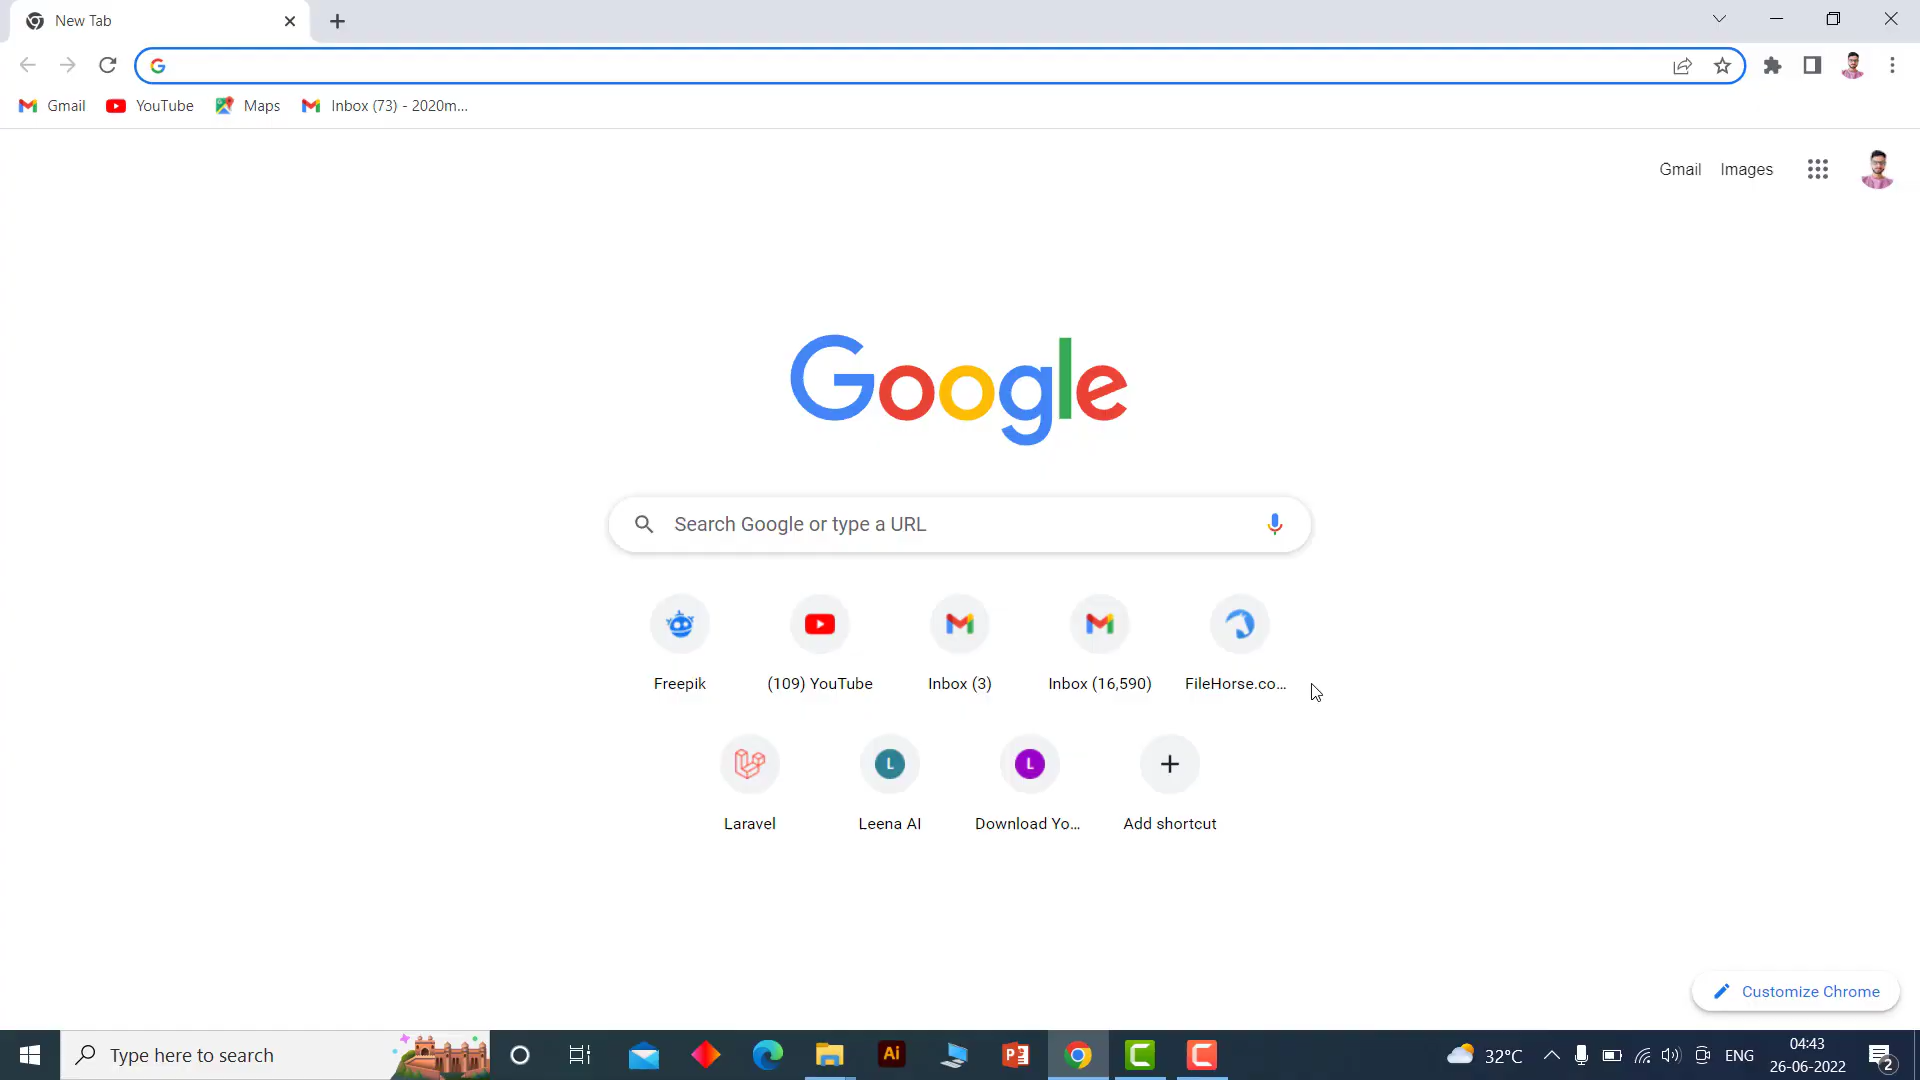 New Tab
Gmail YouTube Maps Inbox (73) - 2020m...
Gmail Images
Google
Search Google or type a URL
Freepik (109) YouTube Inbox (3) Inbox (16,590) FileHorse.co...
L L
Laravel Leena AI Download Yo... Add shortcut
Customize Chrome
Type here to search
Ai
P
32°C
ENG
04:43
26-06-2022
2